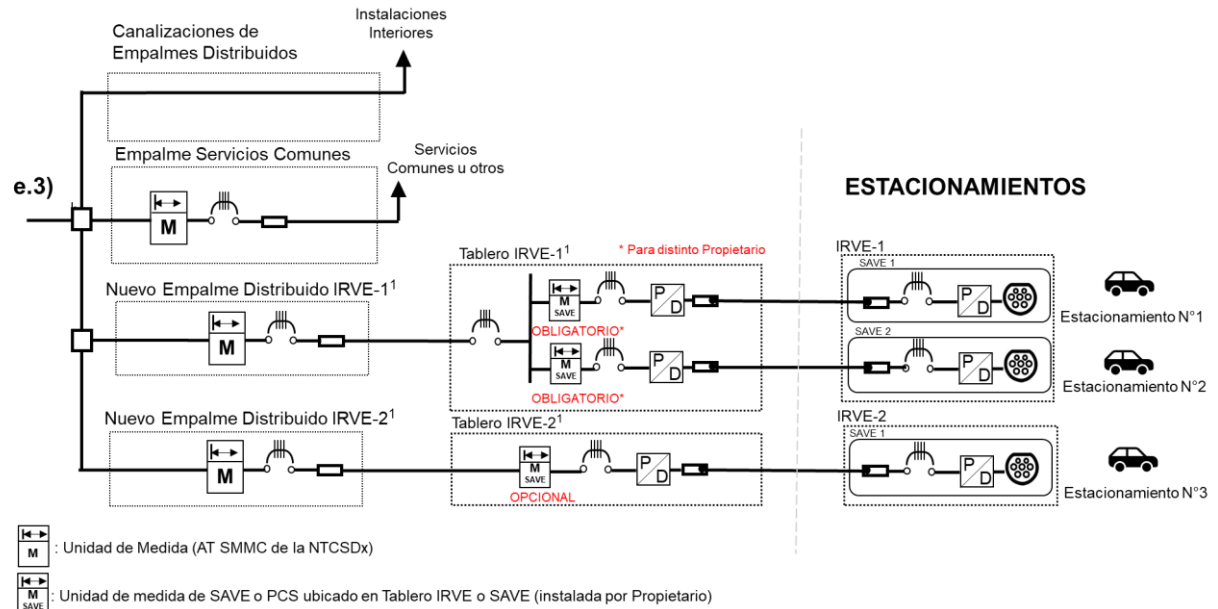 Canalizaciones de
Empalmes Distribuidos
Instalaciones
Interiores
Empalme Servicios Comunes
Servicios
Comunes u otros
e.3)
M
ESTACIONAMIENTOS
Nuevo Empalme Distribuido IRVE-1¹
M
Tablero IRVE-1¹
* Para distinto Propietario
M
SAVE
P/D
OBLIGATORIO*
M
SAVE
P/D
OBLIGATORIO*
IRVE-1
SAVE 1
P/D
Estacionamiento N°1
SAVE 2
P/D
Estacionamiento N°2
Nuevo Empalme Distribuido IRVE-2¹
M
Tablero IRVE-2¹
M
SAVE
P/D
OPCIONAL
IRVE-2
SAVE 1
P/D
Estacionamiento N°3
M
: Unidad de Medida (AT SMMC de la NTCSDx)
M
SAVE
: Unidad de medida de SAVE o PCS ubicado en Tablero IRVE o SAVE (instalada por Propietario)